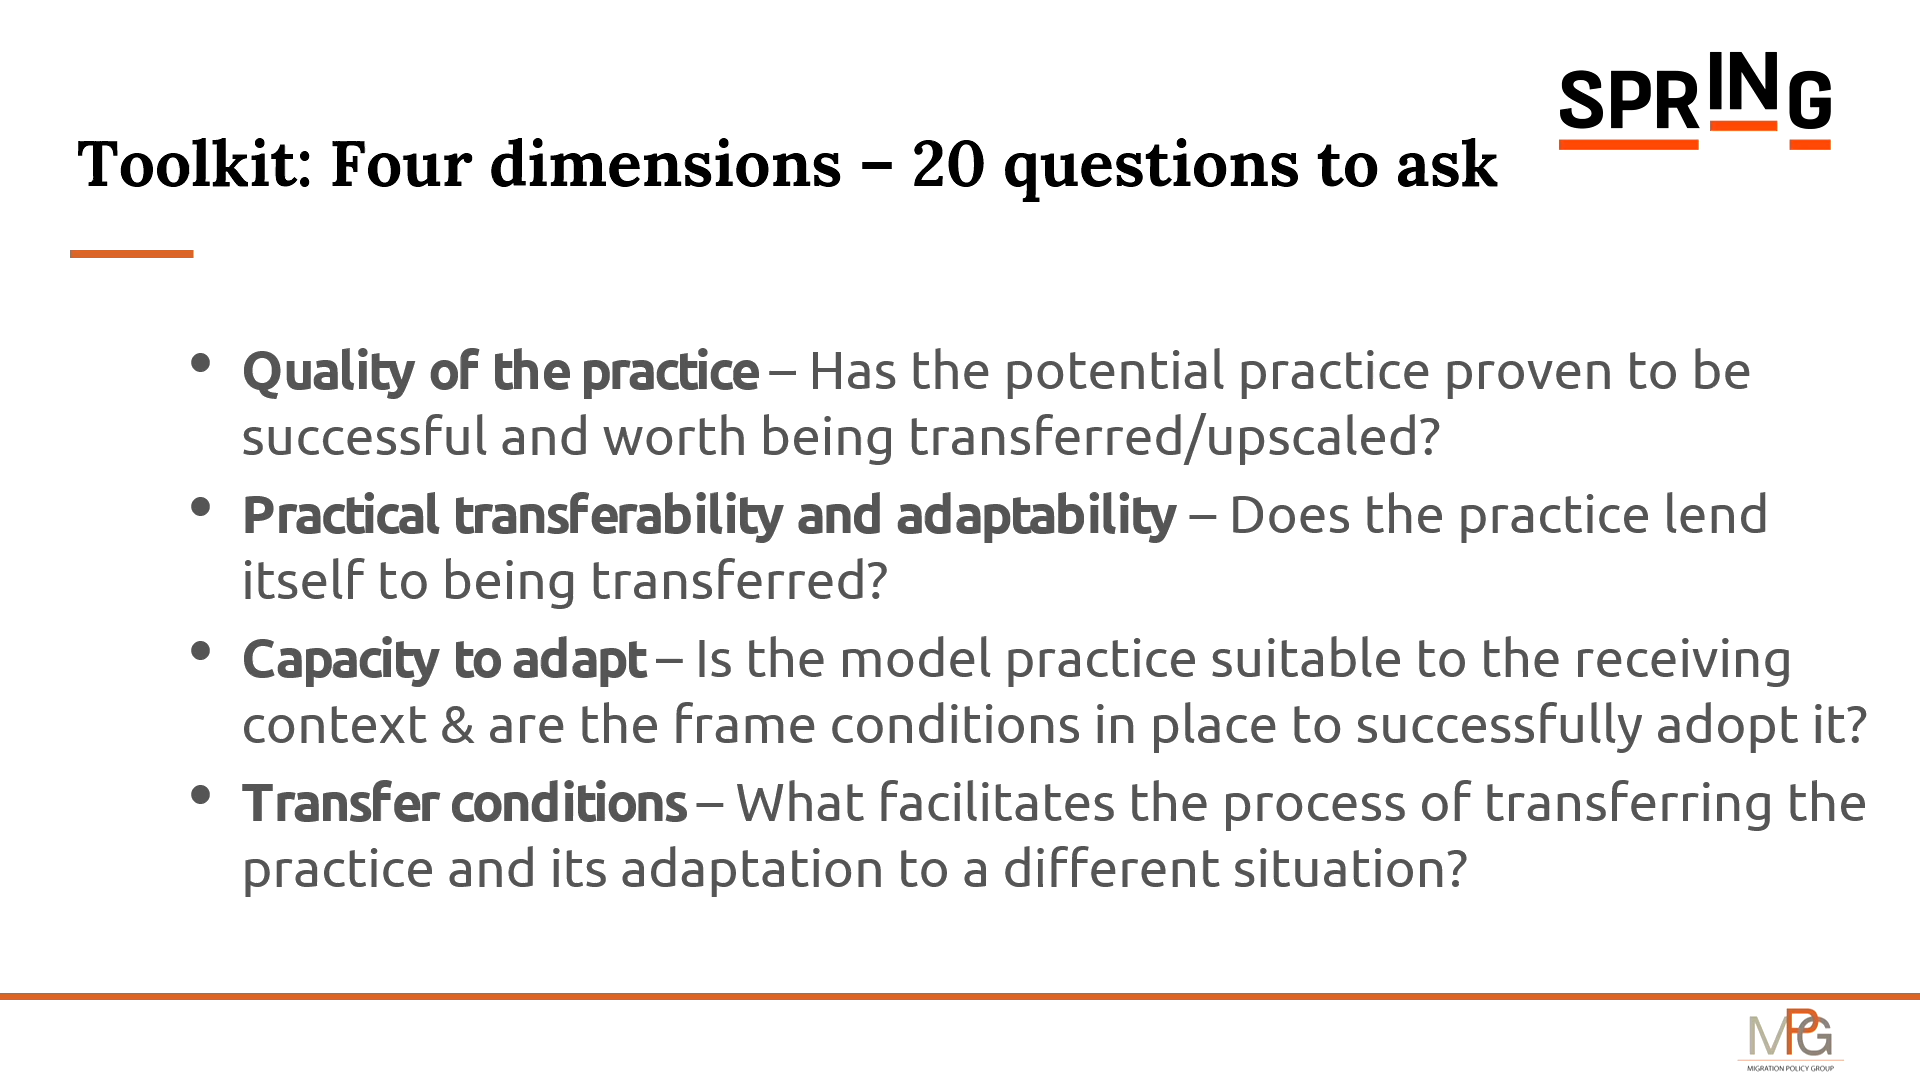 SPRING
Toolkit: Four dimensions – 20 questions to ask
• Quality of the practice – Has the potential practice proven to be
successful and worth being transferred/upscaled?
• Practical transferability and adaptability – Does the practice lend
itself to being transferred?
• Capacity to adapt – Is the model practice suitable to the receiving
context & are the frame conditions in place to successfully adopt it?
• Transfer conditions – What facilitates the process of transferring the
practice and its adaptation to a different situation?
MPG
MIGRATION POLICY GROUP